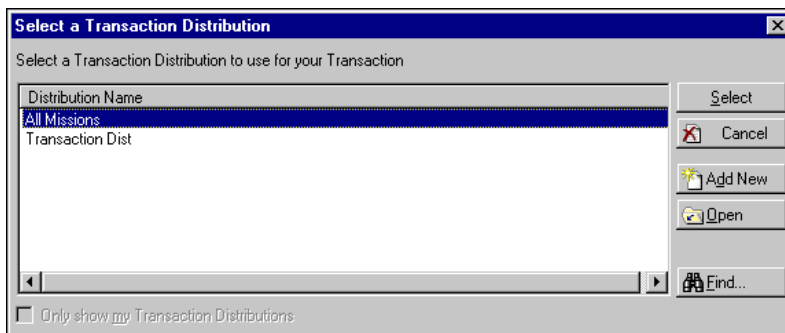 Select a Transaction Distribution
Select a Transaction Distribution to use for your Transaction
Distribution Name
All Missions
Transaction Dist
Select
Cancel
Add New
Open
Find...
Only show my Transaction Distributions